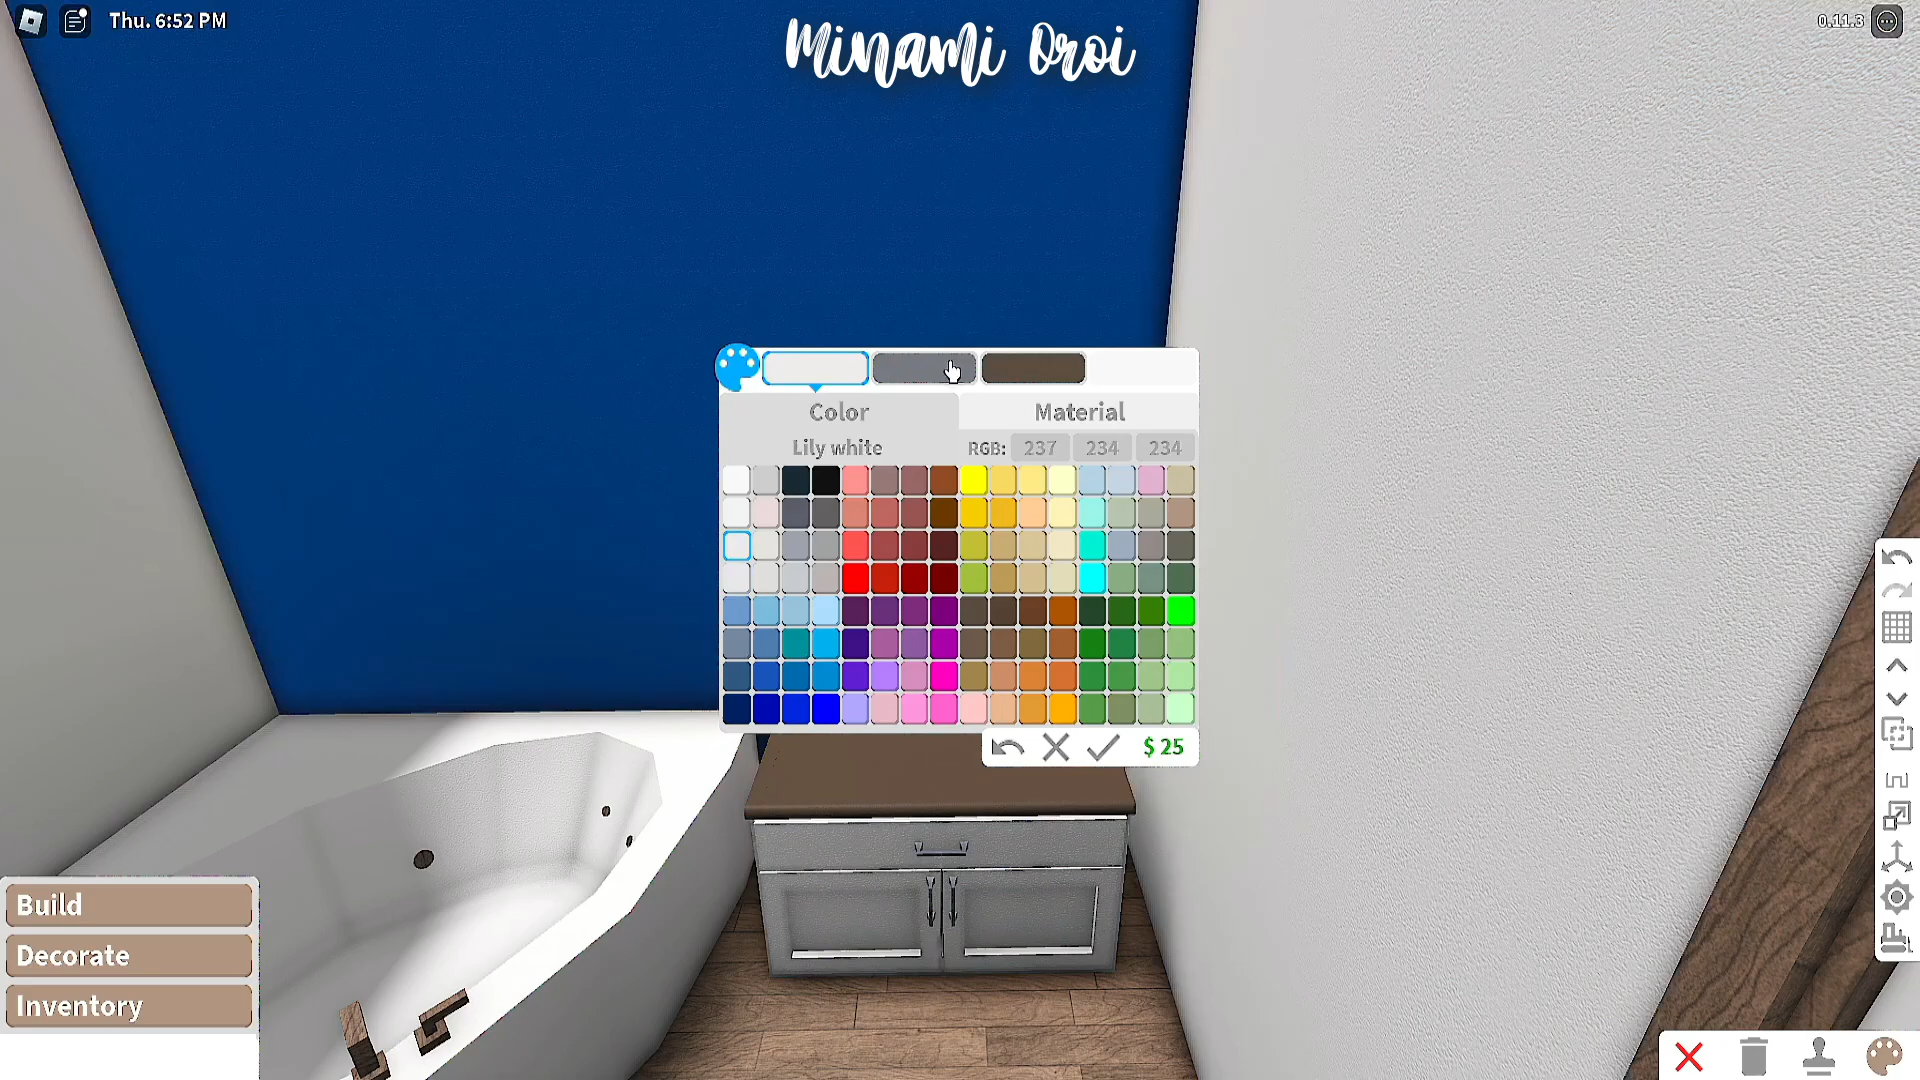 Thu. 6:52 PM
Minami Oroi
0.11.3
Color
Material
Lily white
RGB: 237 234 234
$ 25
Build
Decorate
Inventory